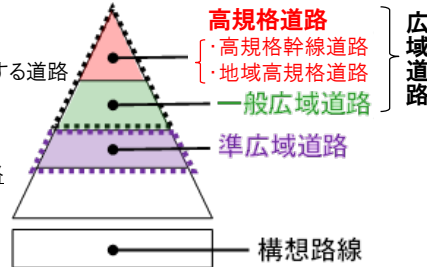 高規格道路
・高規格幹線道路
する道路
・地域高規格道路
広域道路
一般広域道路
準広域道路
構想路線